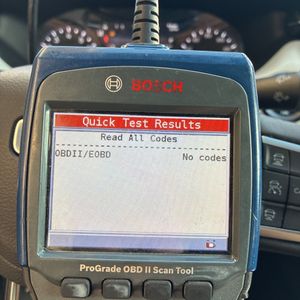 BOSCH
Quick Test Results
Read All Codes
OBDII/EOBD No codes
ProGrade OBD II Scan Tool